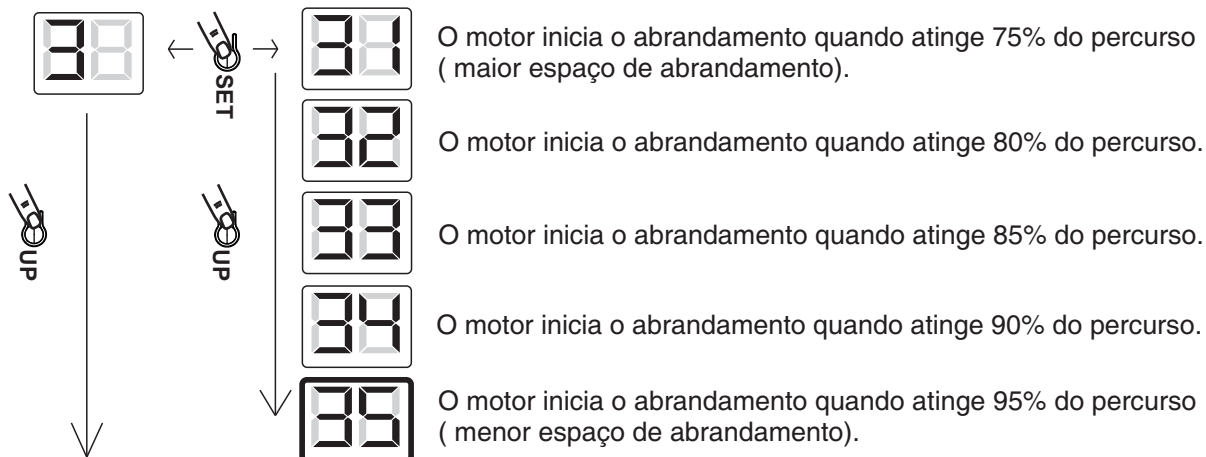 3
SET
31
O motor inicia o abrandamento quando atinge 75% do percurso
( maior espaço de abrandamento).
32
O motor inicia o abrandamento quando atinge 80% do percurso.
UP
UP
33
O motor inicia o abrandamento quando atinge 85% do percurso.
34
O motor inicia o abrandamento quando atinge 90% do percurso.
35
O motor inicia o abrandamento quando atinge 95% do percurso
( menor espaço de abrandamento).